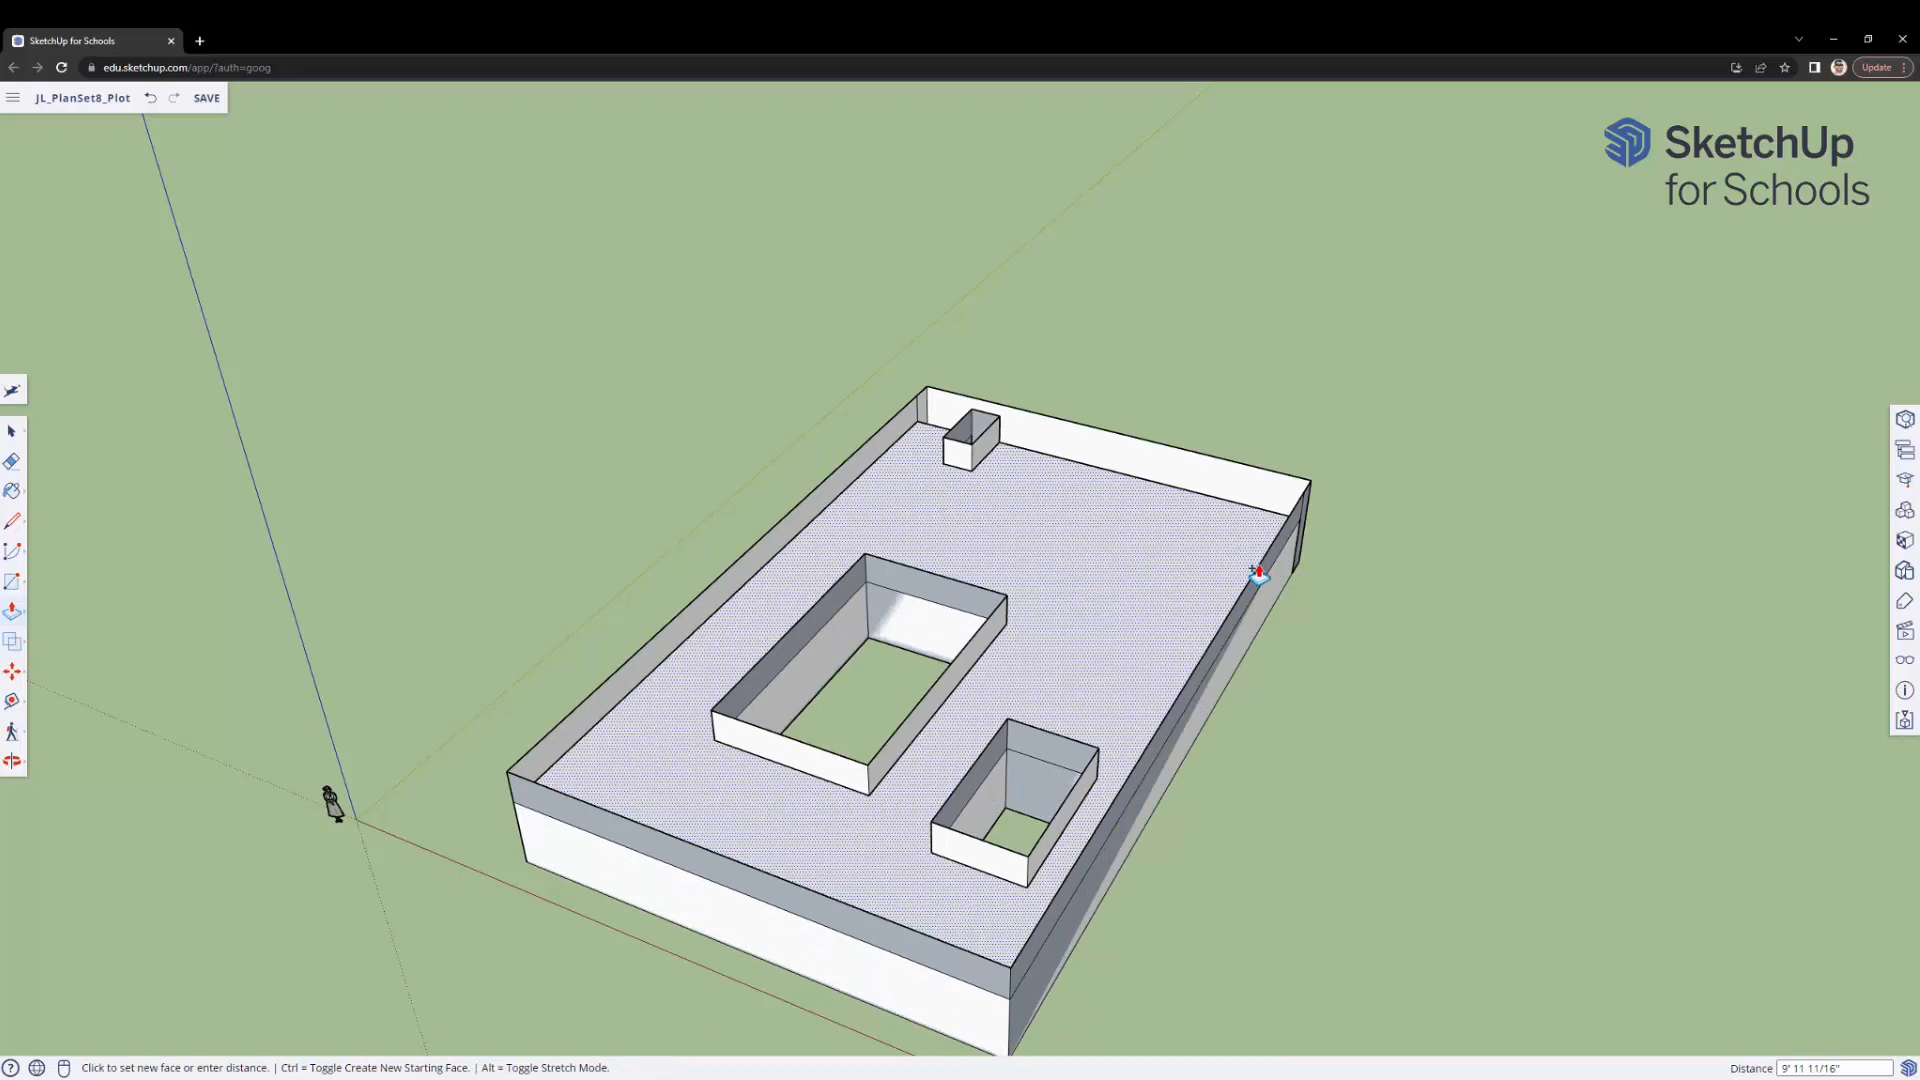 SketchUp for Schools
edu.sketchup.com/app/?auth=goog
Update
JL_PlanSet8_Plot
SAVE
SketchUp
for Schools
Click to set new face or enter distance. | Ctrl = Toggle Create New Starting Face. | Alt = Toggle Stretch Mode.
Distance 9' 11 11/16"